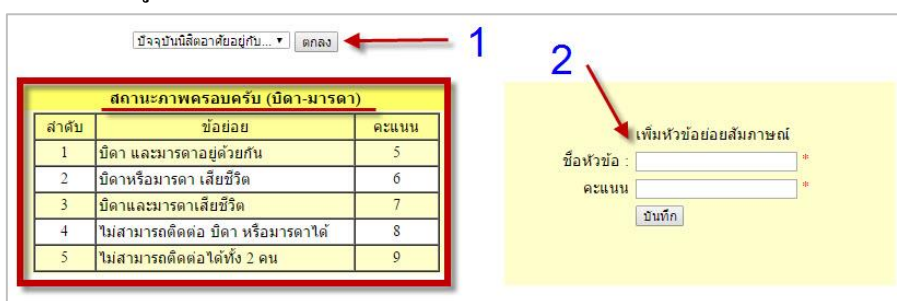 ปัจจุบันนิสิตอาศัยอยู่กับ... ตกลง
1
2
สถานะภาพครอบครับ (บิดา-มารดา)
ลำดับ ข้อย่อย คะแนน
1 บิดา และมารดาอยู่ด้วยกัน 5
2 บิดาหรือมารดา เสียชีวิต 6
3 บิดาและมารดาเสียชีวิต 7
4 ไม่สามารถติดต่อ บิดา หรือมารดาได้ 8
5 ไม่สามารถติดต่อได้ทั้ง 2 คน 9
เพิ่มหัวข้อย่อยสัมภาษณ์
ชื่อหัวข้อ : *
คะแนน *
บันทึก